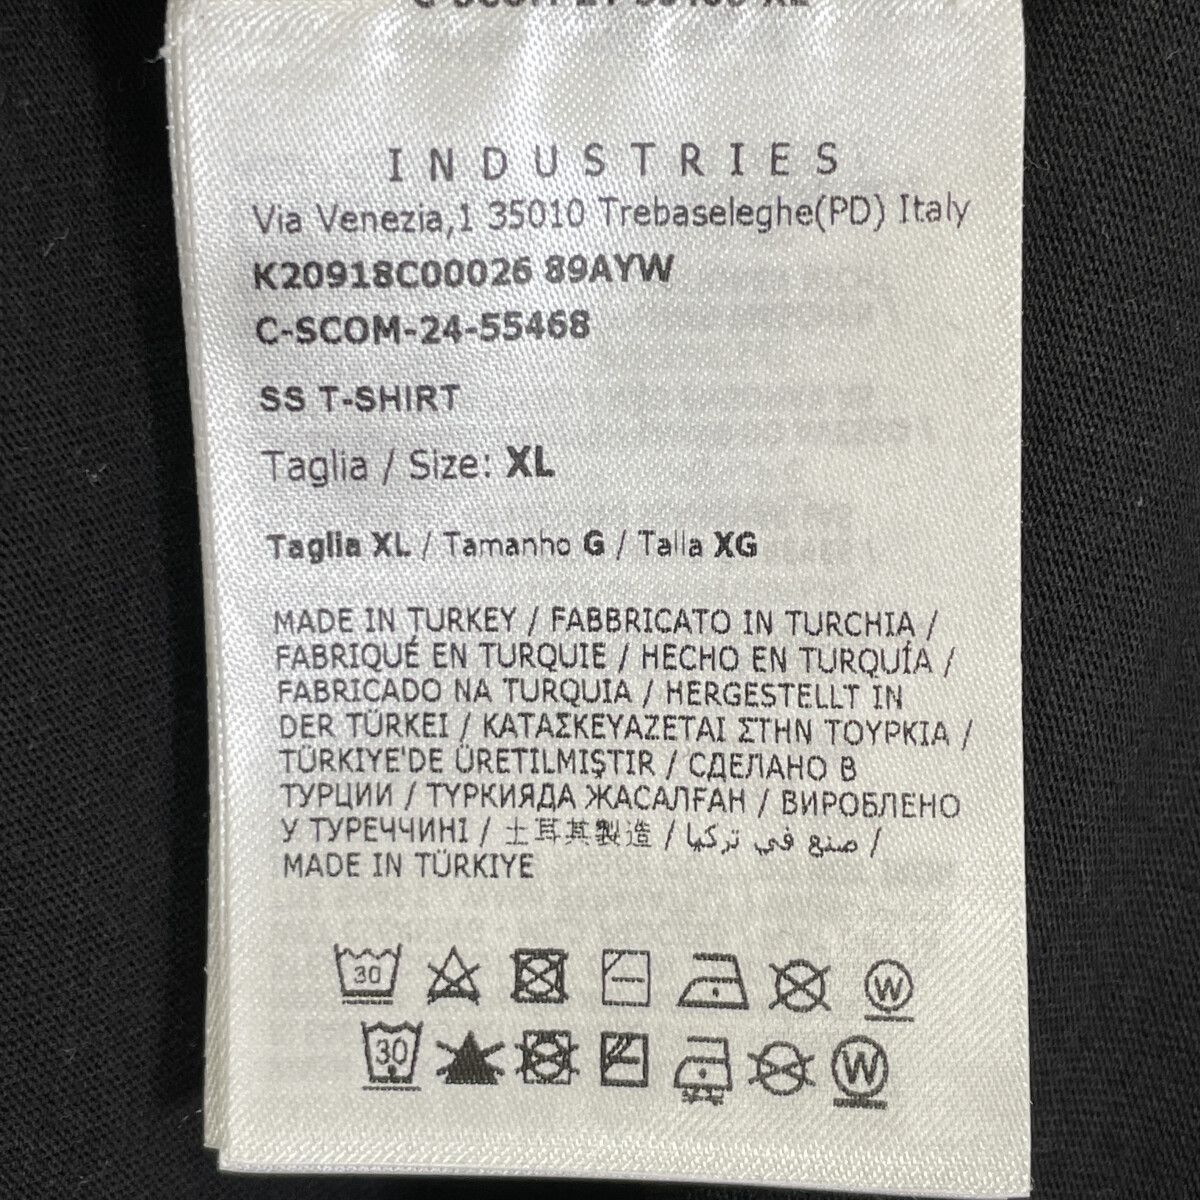 INDUSTRIES
Via Venezia,1 35010 Trebaseleghe(PD) Italy
K20918C00026 89AYW
C-SCOM-24-55468
SS T-SHIRT
Taglia / Size: XL
Taglia XL / Tamanho G / Talla XG
MADE IN TURKEY / FABBRICATO IN TURCHIA /
FABRIQUÉ EN TURQUIE / HECHO EN TURQUÍA /
FABRICADO NA TURQUIA / HERGESTELLT IN
DER TÜRKEI / ΚΑΤΑΣΚΕΥΑΖΕΤΑΙ ΣΤΗΝ ΤΟΥΡΚΙΑ /
TÜRKIYE'DE ÜRETILMIŞTIR / СДЕЛАНО В
ТУРЦИИ / ТҮРКИЯДА ЖАСАЛҒАН / ВИРОБЛЕНО
У ТУРЕЧЧИНІ / 土耳其製造 / صنع في تركيا /
MADE IN TÜRKIYE
30 W
30 W